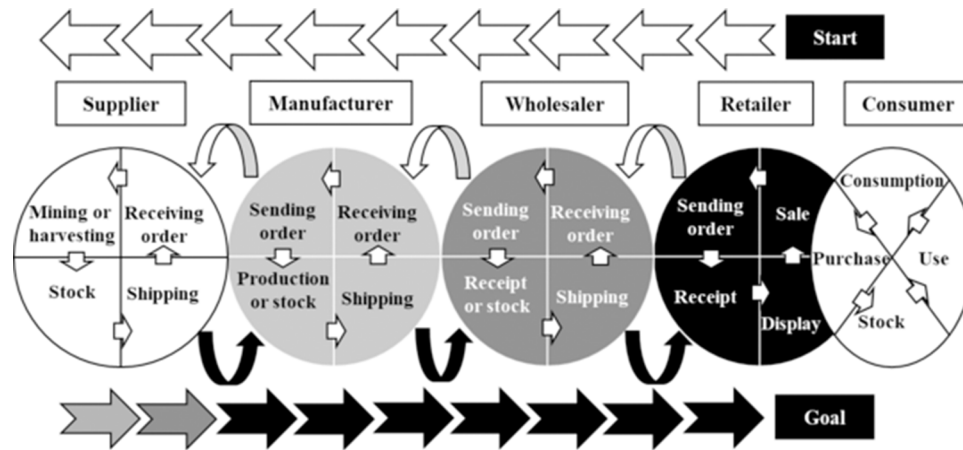 Start
Supplier
Manufacturer
Wholesaler
Retailer
Consumer
Mining or
harvesting
Receiving
order
Stock
Shipping
Sending
order
Receiving
order
Production
or stock
Shipping
Sending
order
Receiving
order
Receipt
or stock
Shipping
Sending
order
Sale
Receipt
Display
Consumption
Purchase
Use
Stock
Goal